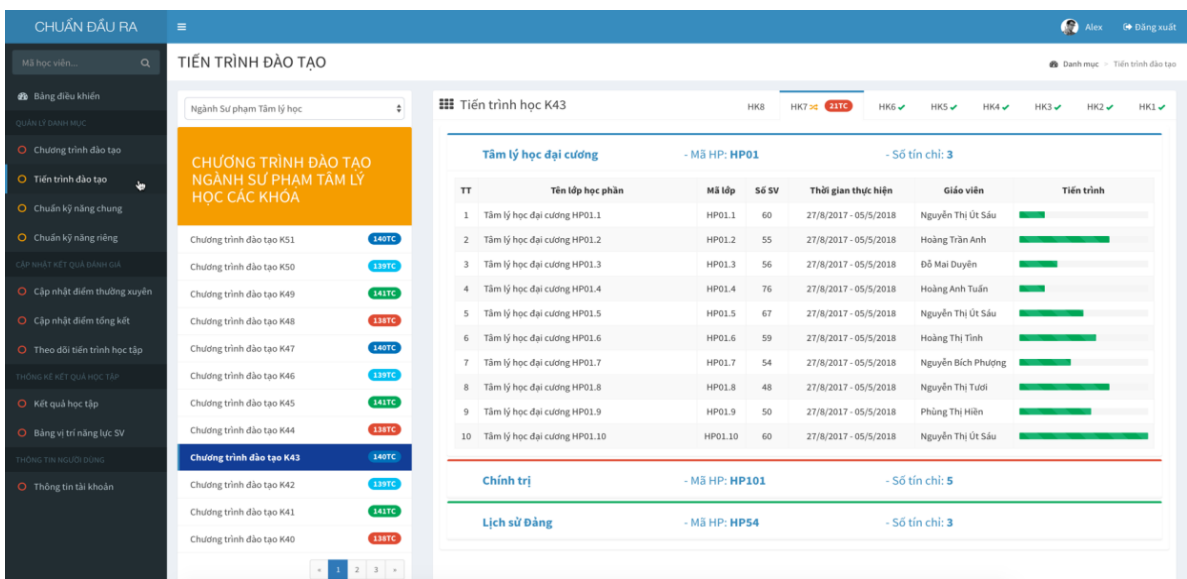 CHUẨN ĐẦU RA
Alex
Đăng xuất
Mã học viên...
TIẾN TRÌNH ĐÀO TẠO
Danh mục > Tiến trình đào tạo
Bảng điều khiển
QUẢN LÝ DANH MỤC
Chương trình đào tạo
Tiến trình đào tạo
Chuẩn kỹ năng chung
Chuẩn kỹ năng riêng
CẬP NHẬT KẾT QUẢ ĐÁNH GIÁ
Cập nhật điểm thường xuyên
Cập nhật điểm tổng kết
Theo dõi tiến trình học tập
THỐNG KÊ KẾT QUẢ HỌC TẬP
Kết quả học tập
Bảng vị trí năng lực SV
THÔNG TIN NGƯỜI DÙNG
Thông tin tài khoản
Ngành Sư phạm Tâm lý học
CHƯƠNG TRÌNH ĐÀO TẠO
NGÀNH SƯ PHẠM TÂM LÝ
HỌC CÁC KHÓA
Chương trình đào tạo K51 140TC
Chương trình đào tạo K50 139TC
Chương trình đào tạo K49 141TC
Chương trình đào tạo K48 138TC
Chương trình đào tạo K47 140TC
Chương trình đào tạo K46 139TC
Chương trình đào tạo K45 141TC
Chương trình đào tạo K44 138TC
Chương trình đào tạo K43 140TC
Chương trình đào tạo K42 139TC
Chương trình đào tạo K41 141TC
Chương trình đào tạo K40 138TC
« 1 2 3 »
Tiến trình học K43 HK8 HK7 21TC HK6 HK5 HK4 HK3 HK2 HK1
Tâm lý học đại cương - Mã HP: HP01 - Số tín chỉ: 3
TT Tên lớp học phần Mã lớp Số SV Thời gian thực hiện Giáo viên Tiến trình
1 Tâm lý học đại cương HP01.1 HP01.1 60 27/8/2017 - 05/5/2018 Nguyễn Thị Út Sáu
2 Tâm lý học đại cương HP01.2 HP01.2 55 27/8/2017 - 05/5/2018 Hoàng Trần Anh
3 Tâm lý học đại cương HP01.3 HP01.3 56 27/8/2017 - 05/5/2018 Đỗ Mai Duyên
4 Tâm lý học đại cương HP01.4 HP01.4 76 27/8/2017 - 05/5/2018 Hoàng Anh Tuấn
5 Tâm lý học đại cương HP01.5 HP01.5 67 27/8/2017 - 05/5/2018 Nguyễn Thị Út Sáu
6 Tâm lý học đại cương HP01.6 HP01.6 59 27/8/2017 - 05/5/2018 Hoàng Thị Tình
7 Tâm lý học đại cương HP01.7 HP01.7 54 27/8/2017 - 05/5/2018 Nguyễn Bích Phượng
8 Tâm lý học đại cương HP01.8 HP01.8 48 27/8/2017 - 05/5/2018 Nguyễn Thị Tươi
9 Tâm lý học đại cương HP01.9 HP01.9 50 27/8/2017 - 05/5/2018 Phùng Thị Hiền
10 Tâm lý học đại cương HP01.10 HP01.10 60 27/8/2017 - 05/5/2018 Nguyễn Thị Út Sáu
Chính trị - Mã HP: HP101 - Số tín chỉ: 5
Lịch sử Đảng - Mã HP: HP54 - Số tín chỉ: 3